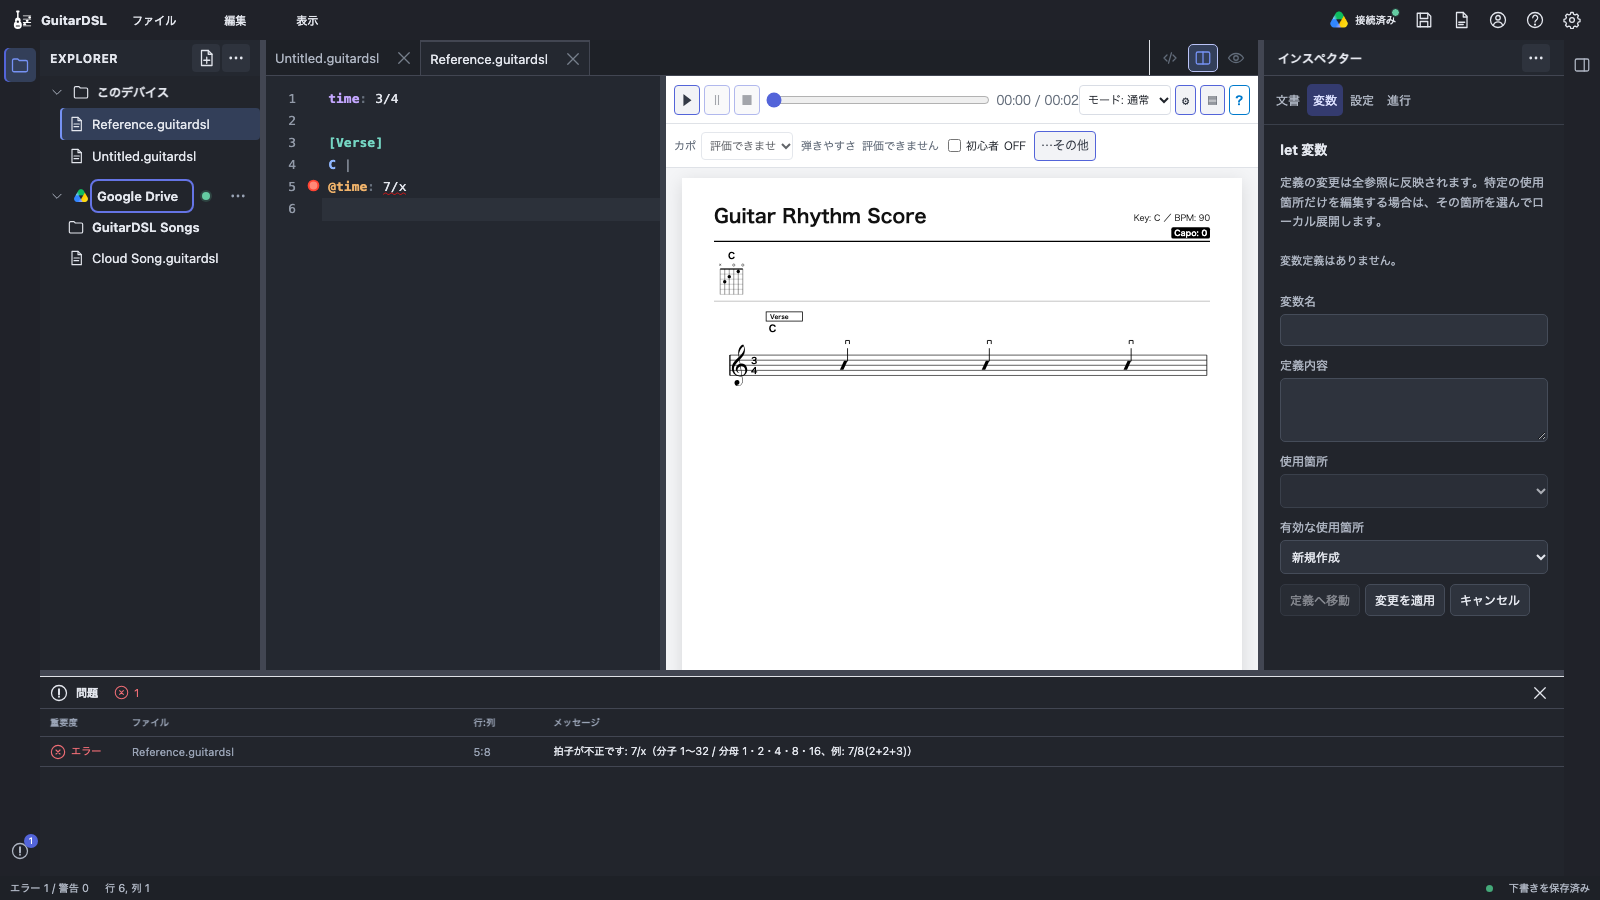 GuitarDSL ファイル 編集 表示 接続済み
EXPLORER
このデバイス
Reference.guitardsl
Untitled.guitardsl
Google Drive
GuitarDSL Songs
Cloud Song.guitardsl
Untitled.guitardsl Reference.guitardsl
1 time: 3/4
2
3 [Verse]
4 C |
5 @time: 7/x
6
00:00 / 00:02 モード: 通常 ?
カポ 評価できませ 弾きやすさ 評価できません 初心者 OFF …その他
Guitar Rhythm Score
Key: C ／ BPM: 90
Capo: 0
C
Verse
C
3
4
インスペクター
文書 変数 設定 進行
let 変数
定義の変更は全参照に反映されます。特定の使用
箇所だけを編集する場合は、その箇所を選んでロ
ーカル展開します。
変数定義はありません。
変数名
定義内容
使用箇所
有効な使用箇所
新規作成
定義へ移動 変更を適用 キャンセル
問題 1
重要度 ファイル 行:列 メッセージ
エラー Reference.guitardsl 5:8 拍子が不正です: 7/x（分子 1〜32 / 分母 1・2・4・8・16、例: 7/8(2+2+3)）
1
エラー 1 / 警告 0 行 6, 列 1 下書きを保存済み